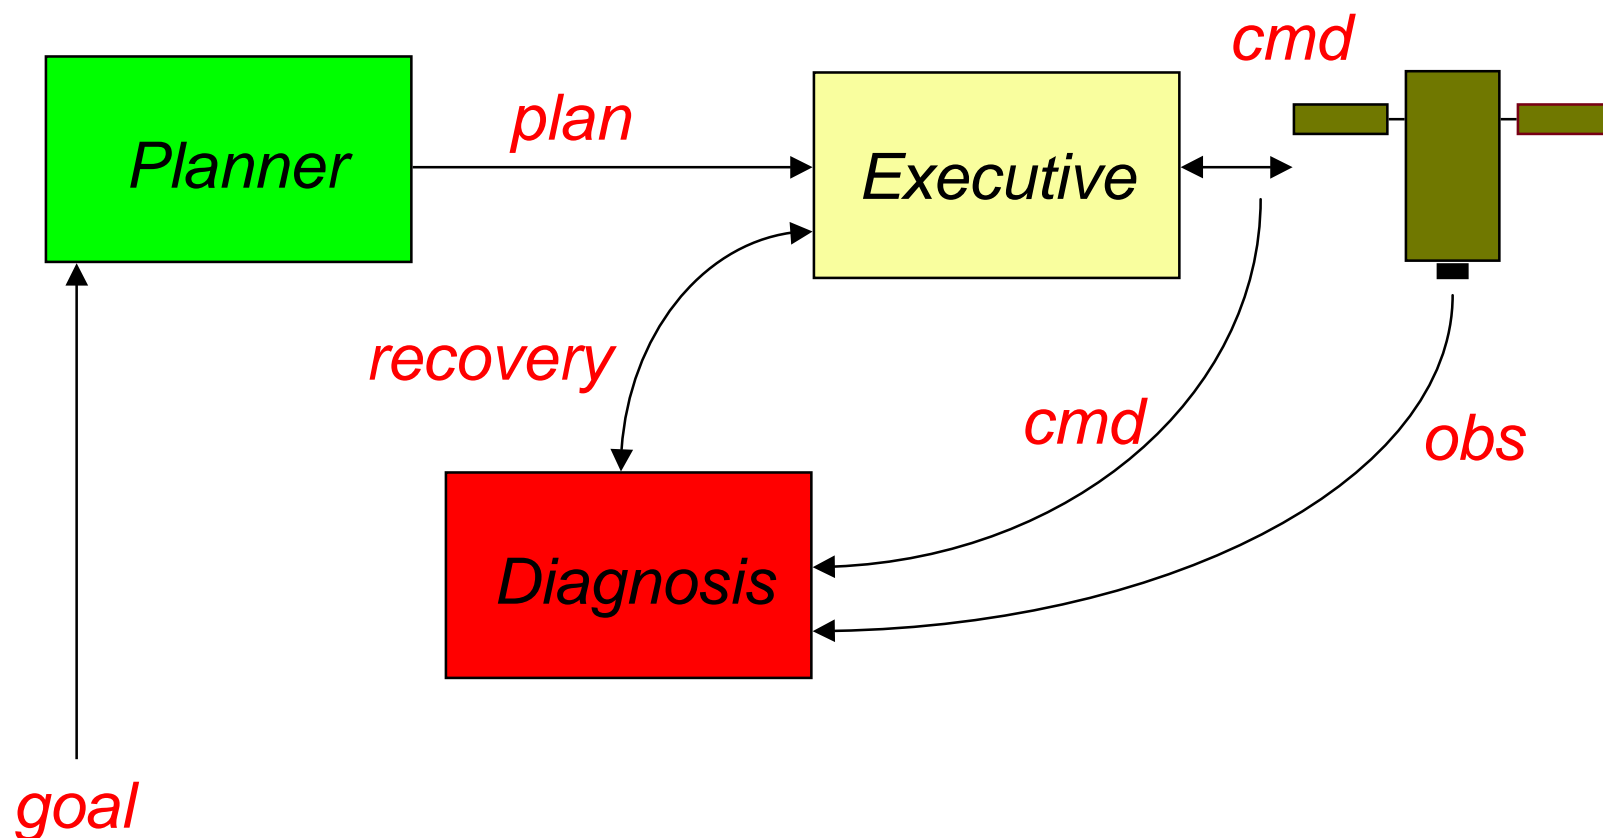 cmd
plan
Planner
Executive
recovery
cmd
obs
Diagnosis
goal